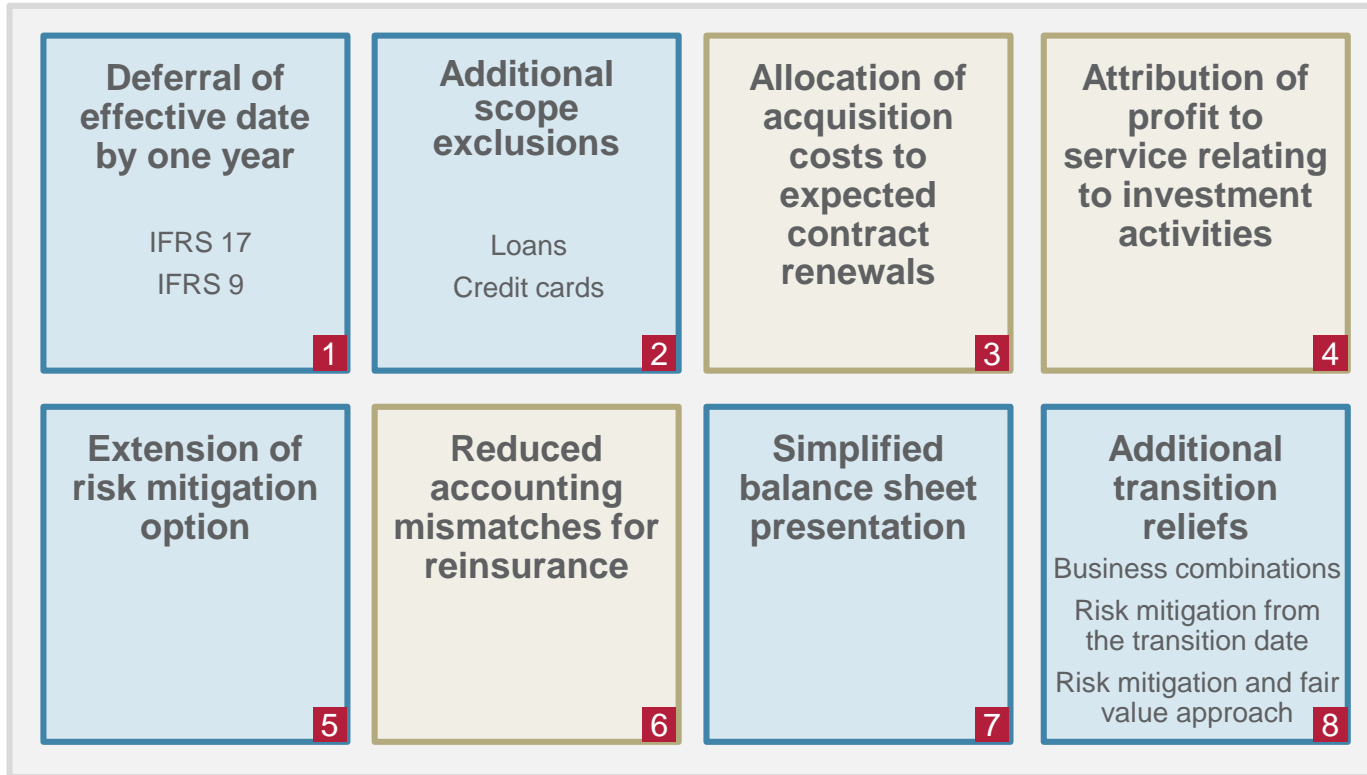 Deferral of
effective date
by one year
IFRS 17
IFRS 9
1
Additional
scope
exclusions
Loans
Credit cards
2
Allocation of
acquisition
costs to
expected
contract
renewals
3
Attribution of
profit to
service relating
to investment
activities
4
Extension of
risk mitigation
option
5
Reduced
accounting
mismatches for
reinsurance
6
Simplified
balance sheet
presentation
7
Additional
transition
reliefs
Business combinations
Risk mitigation from
the transition date
Risk mitigation and fair
value approach
8